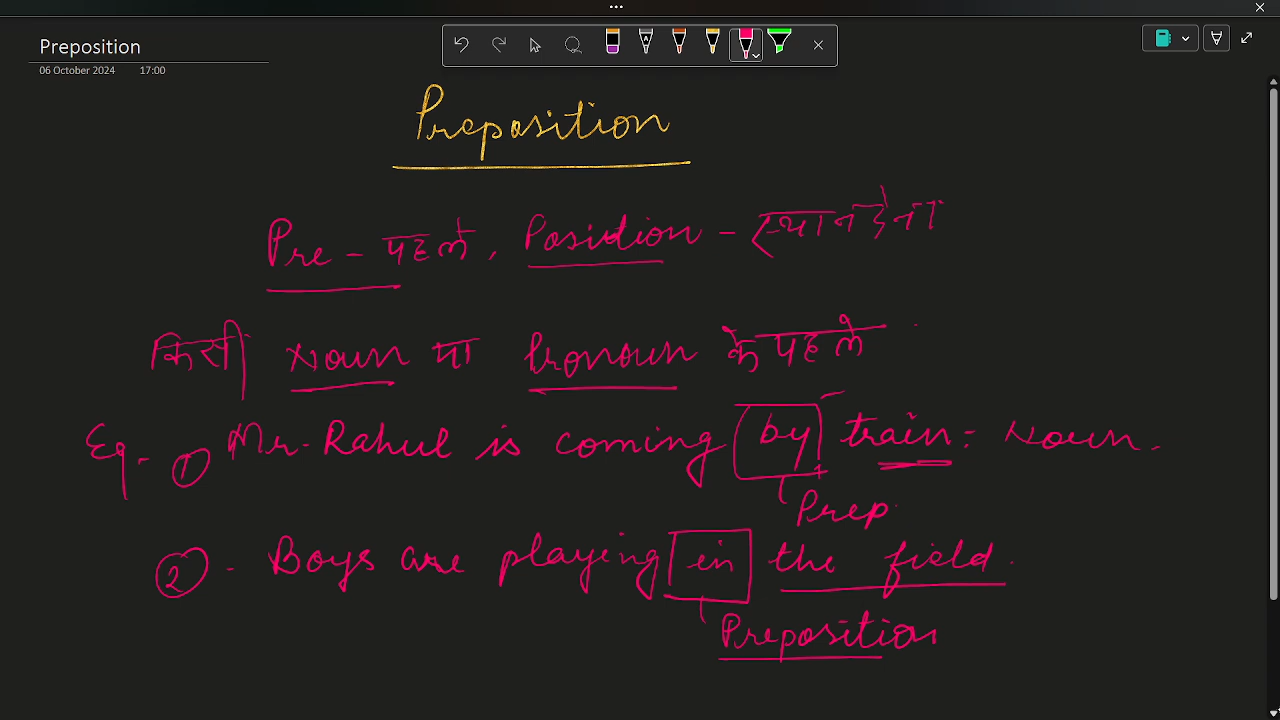 Preposition
06 October 2024 17:00
Preposition
Pre - पहले, Position - स्थान देना
किसी Noun या Pronoun के पहले
Eg. ① Mr. Rahul is coming by train = Noun.
Prep.
② . Boys are playing in the field.
Preposition